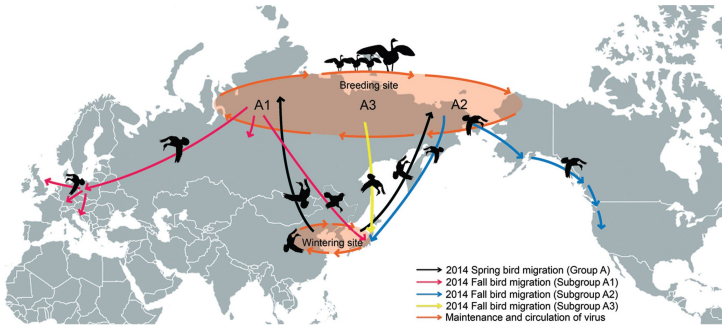 Breeding site
A1
A3
A2
Wintering site
2014 Spring bird migration (Group A)
2014 Fall bird migration (Subgroup A1)
2014 Fall bird migration (Subgroup A2)
2014 Fall bird migration (Subgroup A3)
Maintenance and circulation of virus